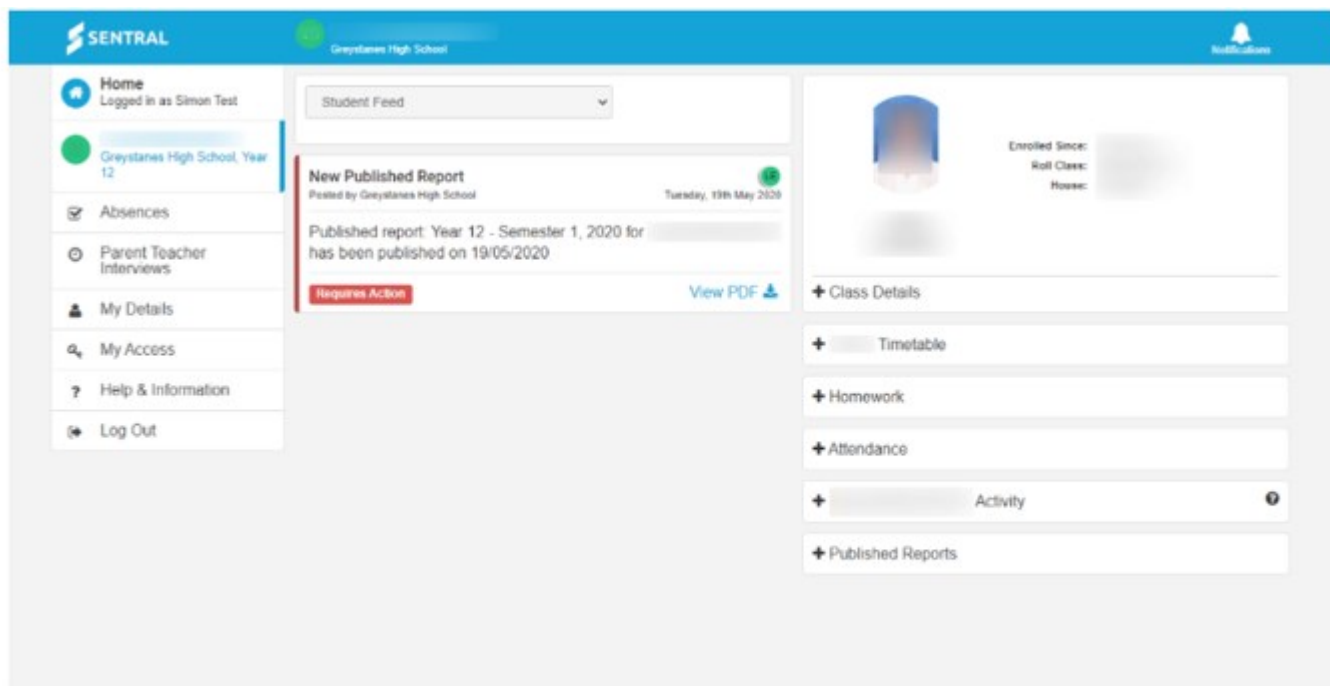 SENTRAL
Greystanes High School
Notifications
Home
Logged in as Simon Test
Greystanes High School, Year
12
Absences
Parent Teacher
Interviews
My Details
My Access
? Help & Information
Log Out
Student Feed
New Published Report
Posted by Greystanes High School
Tuesday, 19th May 2020
Published report: Year 12 - Semester 1, 2020 for
has been published on 19/05/2020
Requires Action
View PDF
Enrolled Since:
Roll Class:
House:
+ Class Details
+ Timetable
+ Homework
+ Attendance
+ Activity ?
+ Published Reports